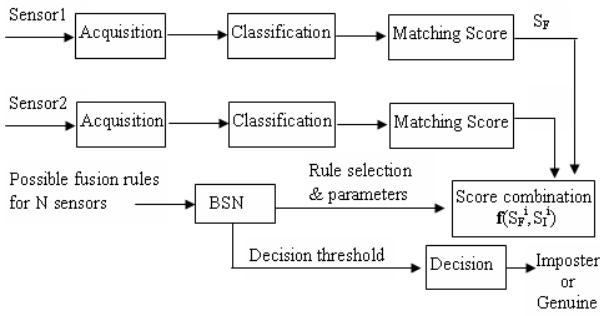 Sensor1
Acquisition
Classification
Matching Score
S_F
Sensor2
Acquisition
Classification
Matching Score
Possible fusion rules
for N sensors
BSN
Rule selection
& parameters
Score combination
f(S_F^i, S_I^i)
Decision threshold
Decision
Imposter
or
Genuine